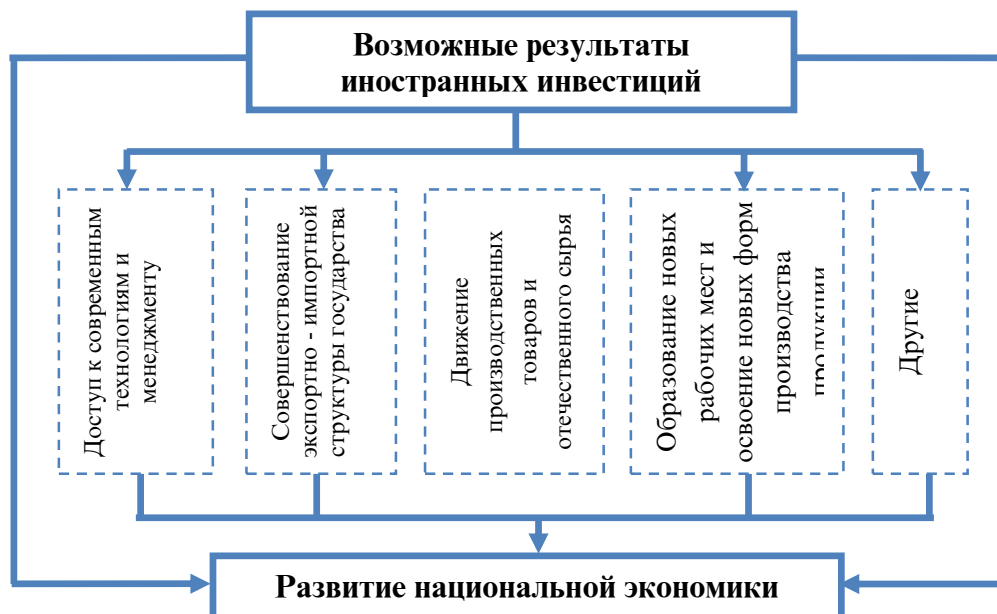 Возможные результаты
иностранных инвестиций
Доступ к современным
технологиям и
менеджменту
Совершенствование
экспортно - импортной
структуры государства
Движение
производственных
товаров и
отечественного сырья
Образование новых
рабочих мест и
освоение новых форм
производства
продукции
Другие
Развитие национальной экономики